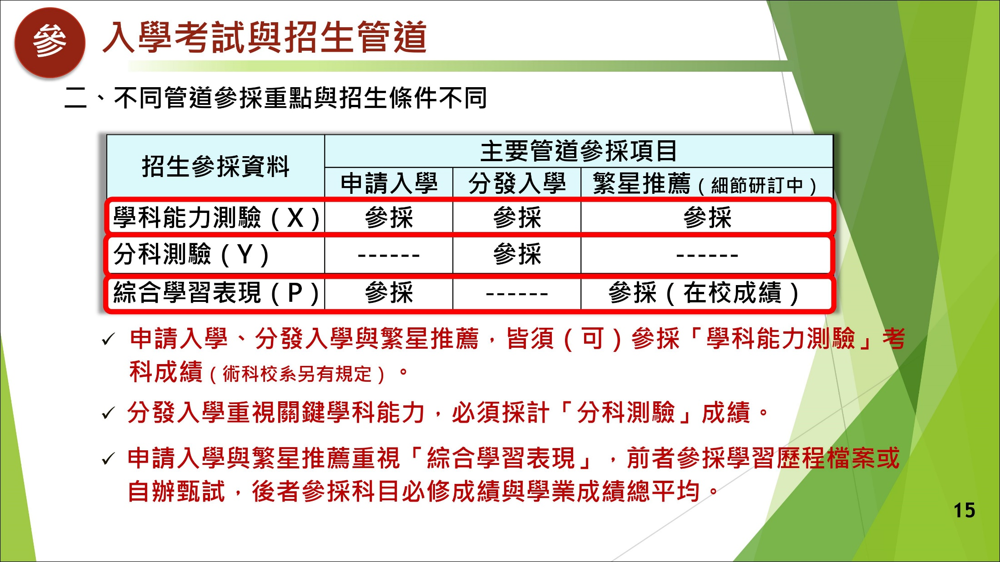 參
入學考試與招生管道
二、不同管道參採重點與招生條件不同
招生參採資料
主要管道參採項目
申請入學 分發入學 繁星推薦（細節研訂中）
學科能力測驗（X） 參採 參採 參採
分科測驗（Y） ------ 參採 ------
綜合學習表現（P） 參採 ------ 參採（在校成績）
✓ 申請入學、分發入學與繁星推薦，皆須（可）參採「學科能力測驗」考
科成績（術科校系另有規定）。
✓ 分發入學重視關鍵學科能力，必須採計「分科測驗」成績。
✓ 申請入學與繁星推薦重視「綜合學習表現」，前者參採學習歷程檔案或
自辦甄試，後者參採科目必修成績與學業成績總平均。
15